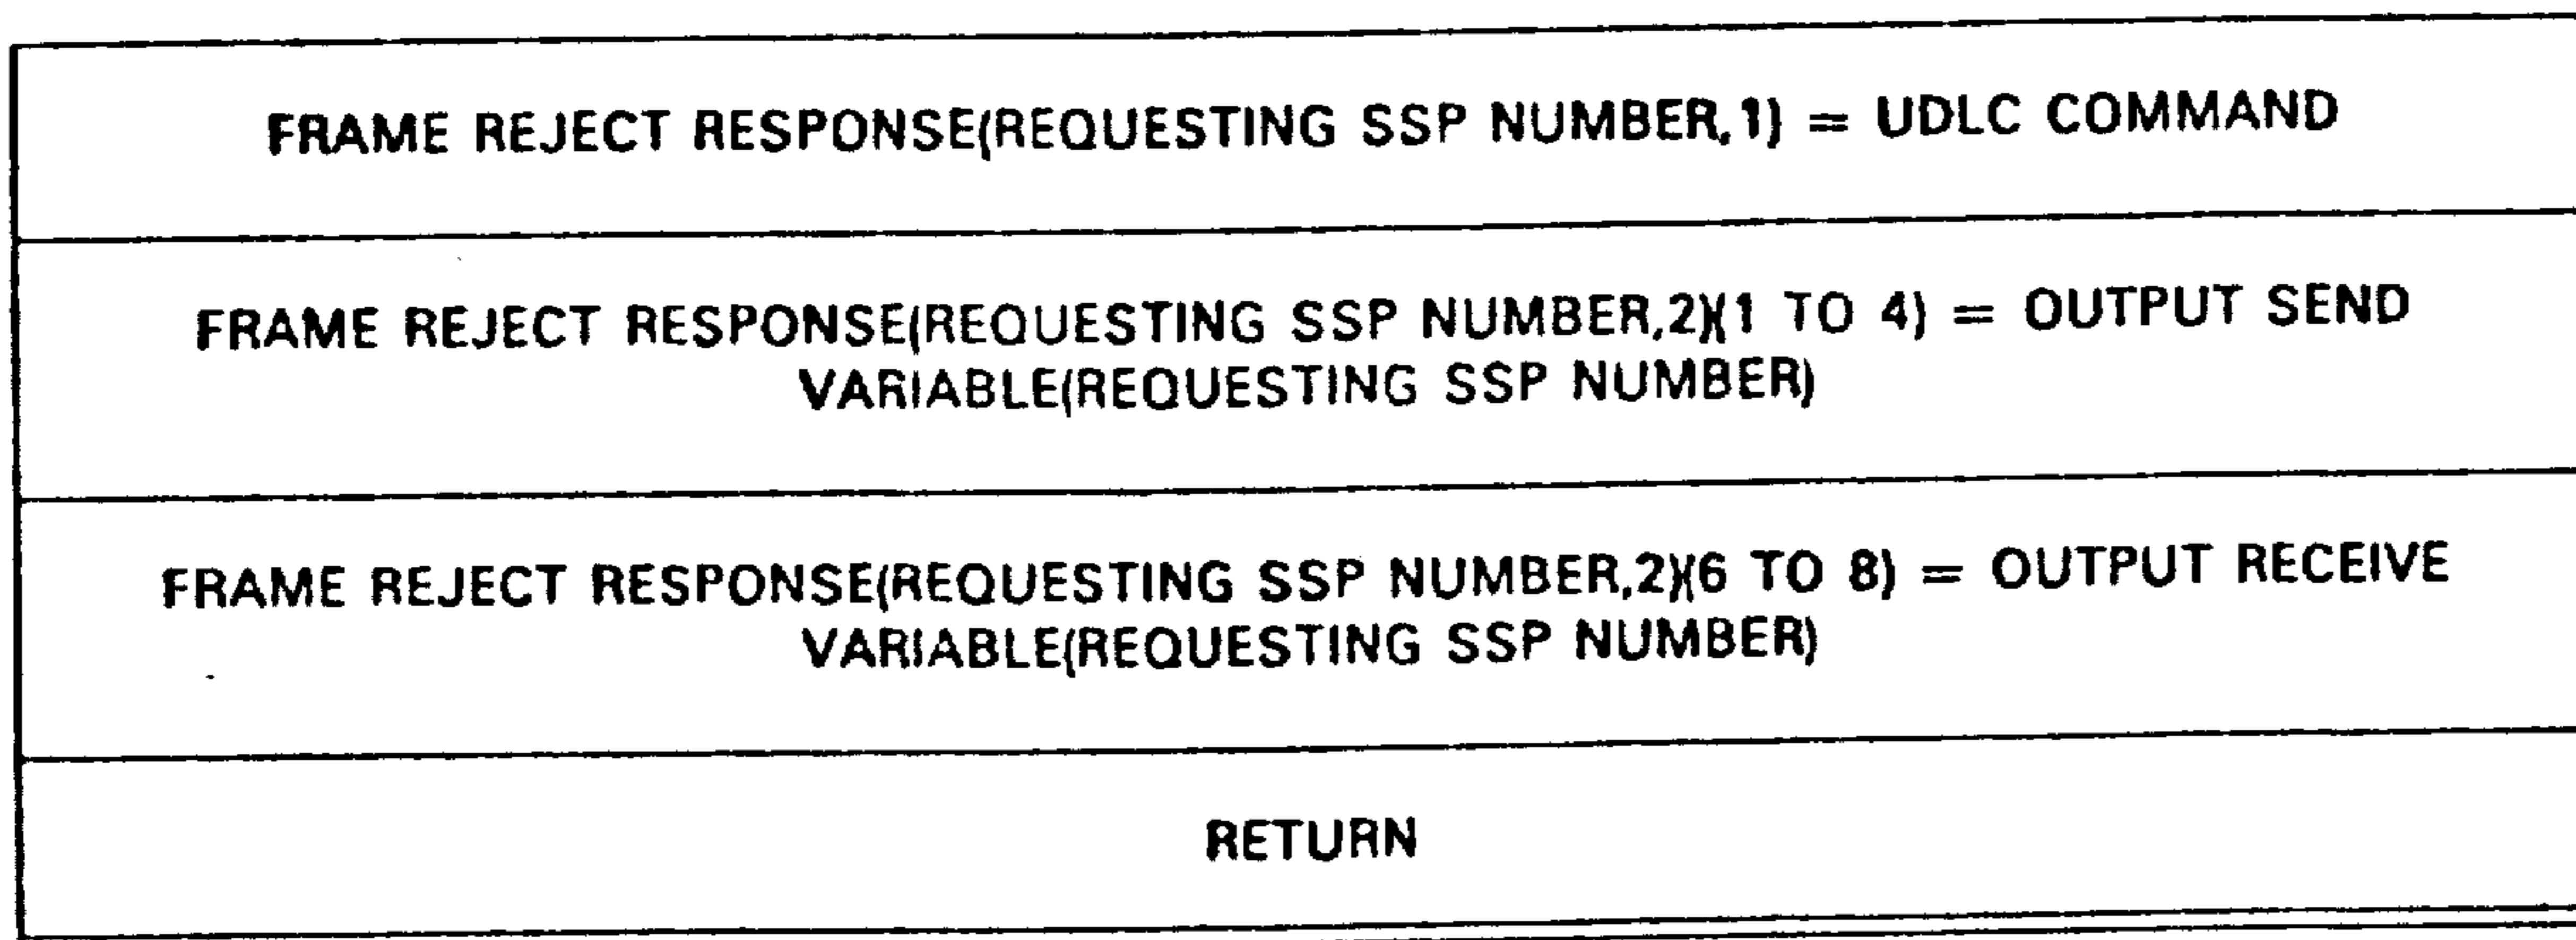 FRAME REJECT RESPONSE(REQUESTING SSP NUMBER,1) = UDLC COMMAND
FRAME REJECT RESPONSE(REQUESTING SSP NUMBER,2)(1 TO 4) = OUTPUT SEND
VARIABLE(REQUESTING SSP NUMBER)
FRAME REJECT RESPONSE(REQUESTING SSP NUMBER,2)(6 TO 8) = OUTPUT RECEIVE
VARIABLE(REQUESTING SSP NUMBER)
RETURN